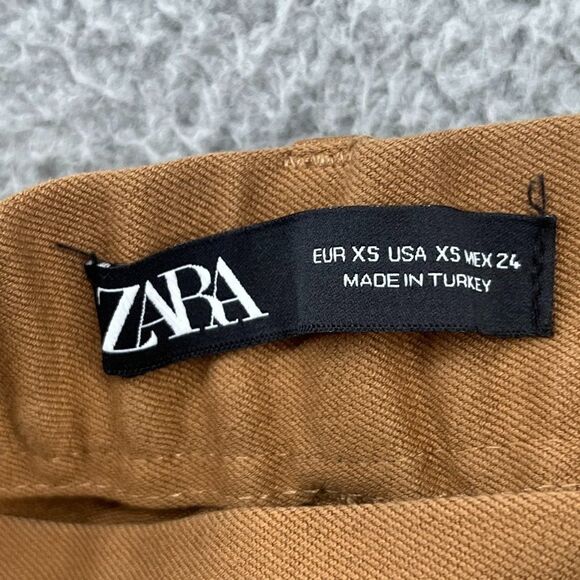 ZARA
EUR XS USA XS MEX 24
MADE IN TURKEY